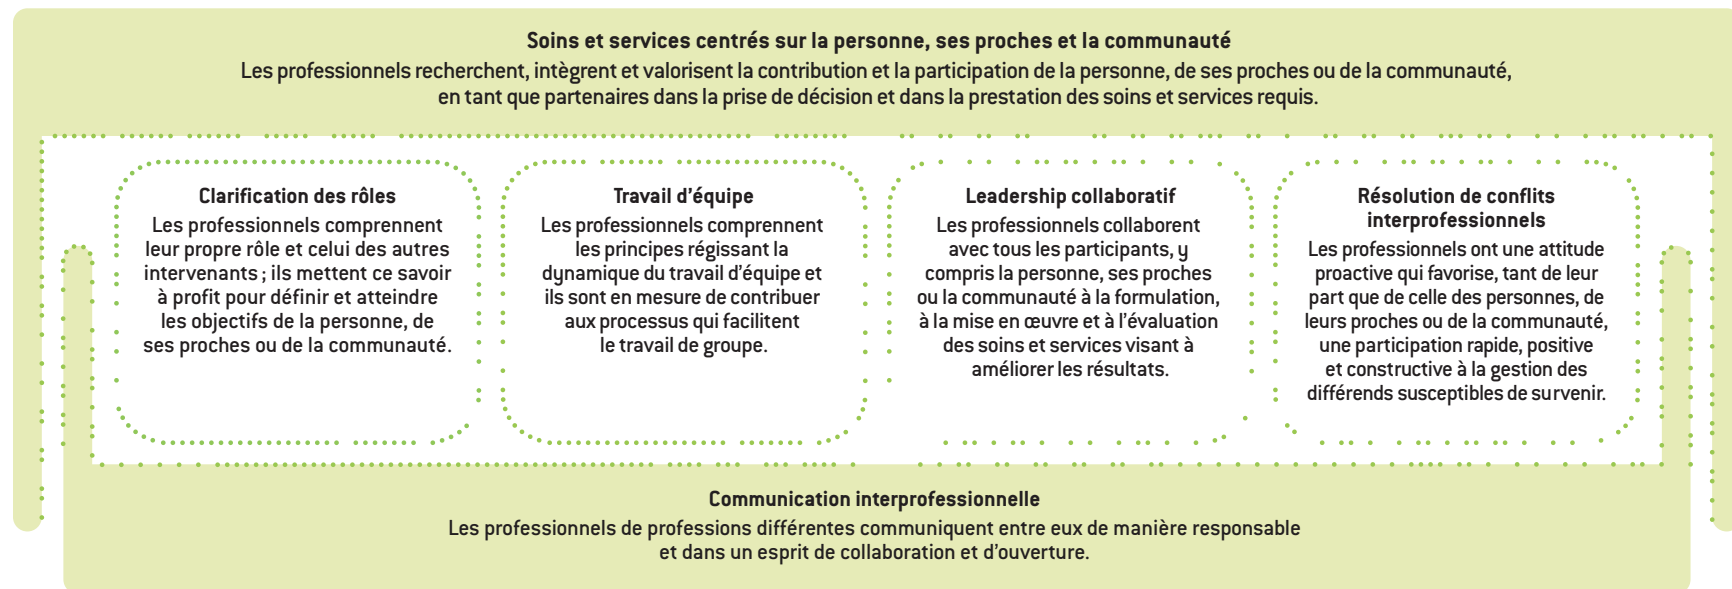 Soins et services centrés sur la personne, ses proches et la communauté
Les professionnels recherchent, intègrent et valorisent la contribution et la participation de la personne, de ses proches ou de la communauté,
en tant que partenaires dans la prise de décision et dans la prestation des soins et services requis.
Clarification des rôles
Les professionnels comprennent
leur propre rôle et celui des autres
intervenants ; ils mettent ce savoir
à profit pour définir et atteindre
les objectifs de la personne, de
ses proches ou de la communauté.
Travail d'équipe
Les professionnels comprennent
les principes régissant la
dynamique du travail d'équipe et
ils sont en mesure de contribuer
aux processus qui facilitent
le travail de groupe.
Leadership collaboratif
Les professionnels collaborent
avec tous les participants, y
compris la personne, ses proches
ou la communauté à la formulation,
à la mise en œuvre et à l'évaluation
des soins et services visant à
améliorer les résultats.
Résolution de conflits
interprofessionnels
Les professionnels ont une attitude
proactive qui favorise, tant de leur
part que de celle des personnes, de
leurs proches ou de la communauté,
une participation rapide, positive
et constructive à la gestion des
différends susceptibles de survenir.
Communication interprofessionnelle
Les professionnels de professions différentes communiquent entre eux de manière responsable
et dans un esprit de collaboration et d'ouverture.